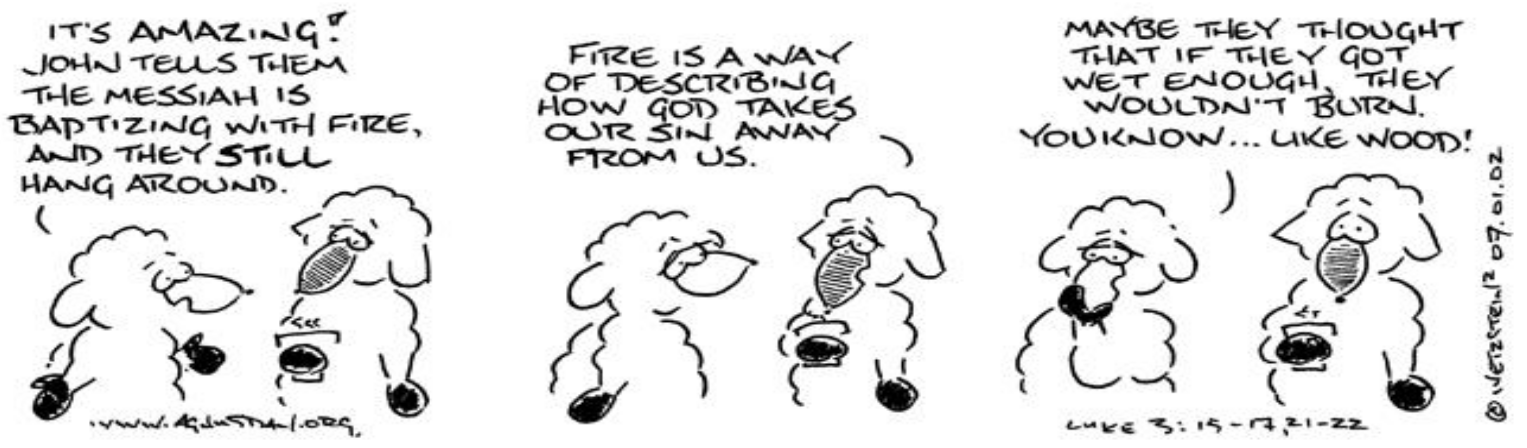 IT'S AMAZING!
JOHN TELLS THEM
THE MESSIAH IS
BAPTIZING WITH FIRE,
AND THEY STILL
HANG AROUND.
FIRE IS A WAY
OF DESCRIBING
HOW GOD TAKES
OUR SIN AWAY
FROM US.
MAYBE THEY THOUGHT
THAT IF THEY GOT
WET ENOUGH, THEY
WOULDN'T BURN.
YOU KNOW... LIKE WOOD!
LUKE 3:15-17,21-22
07.01.02